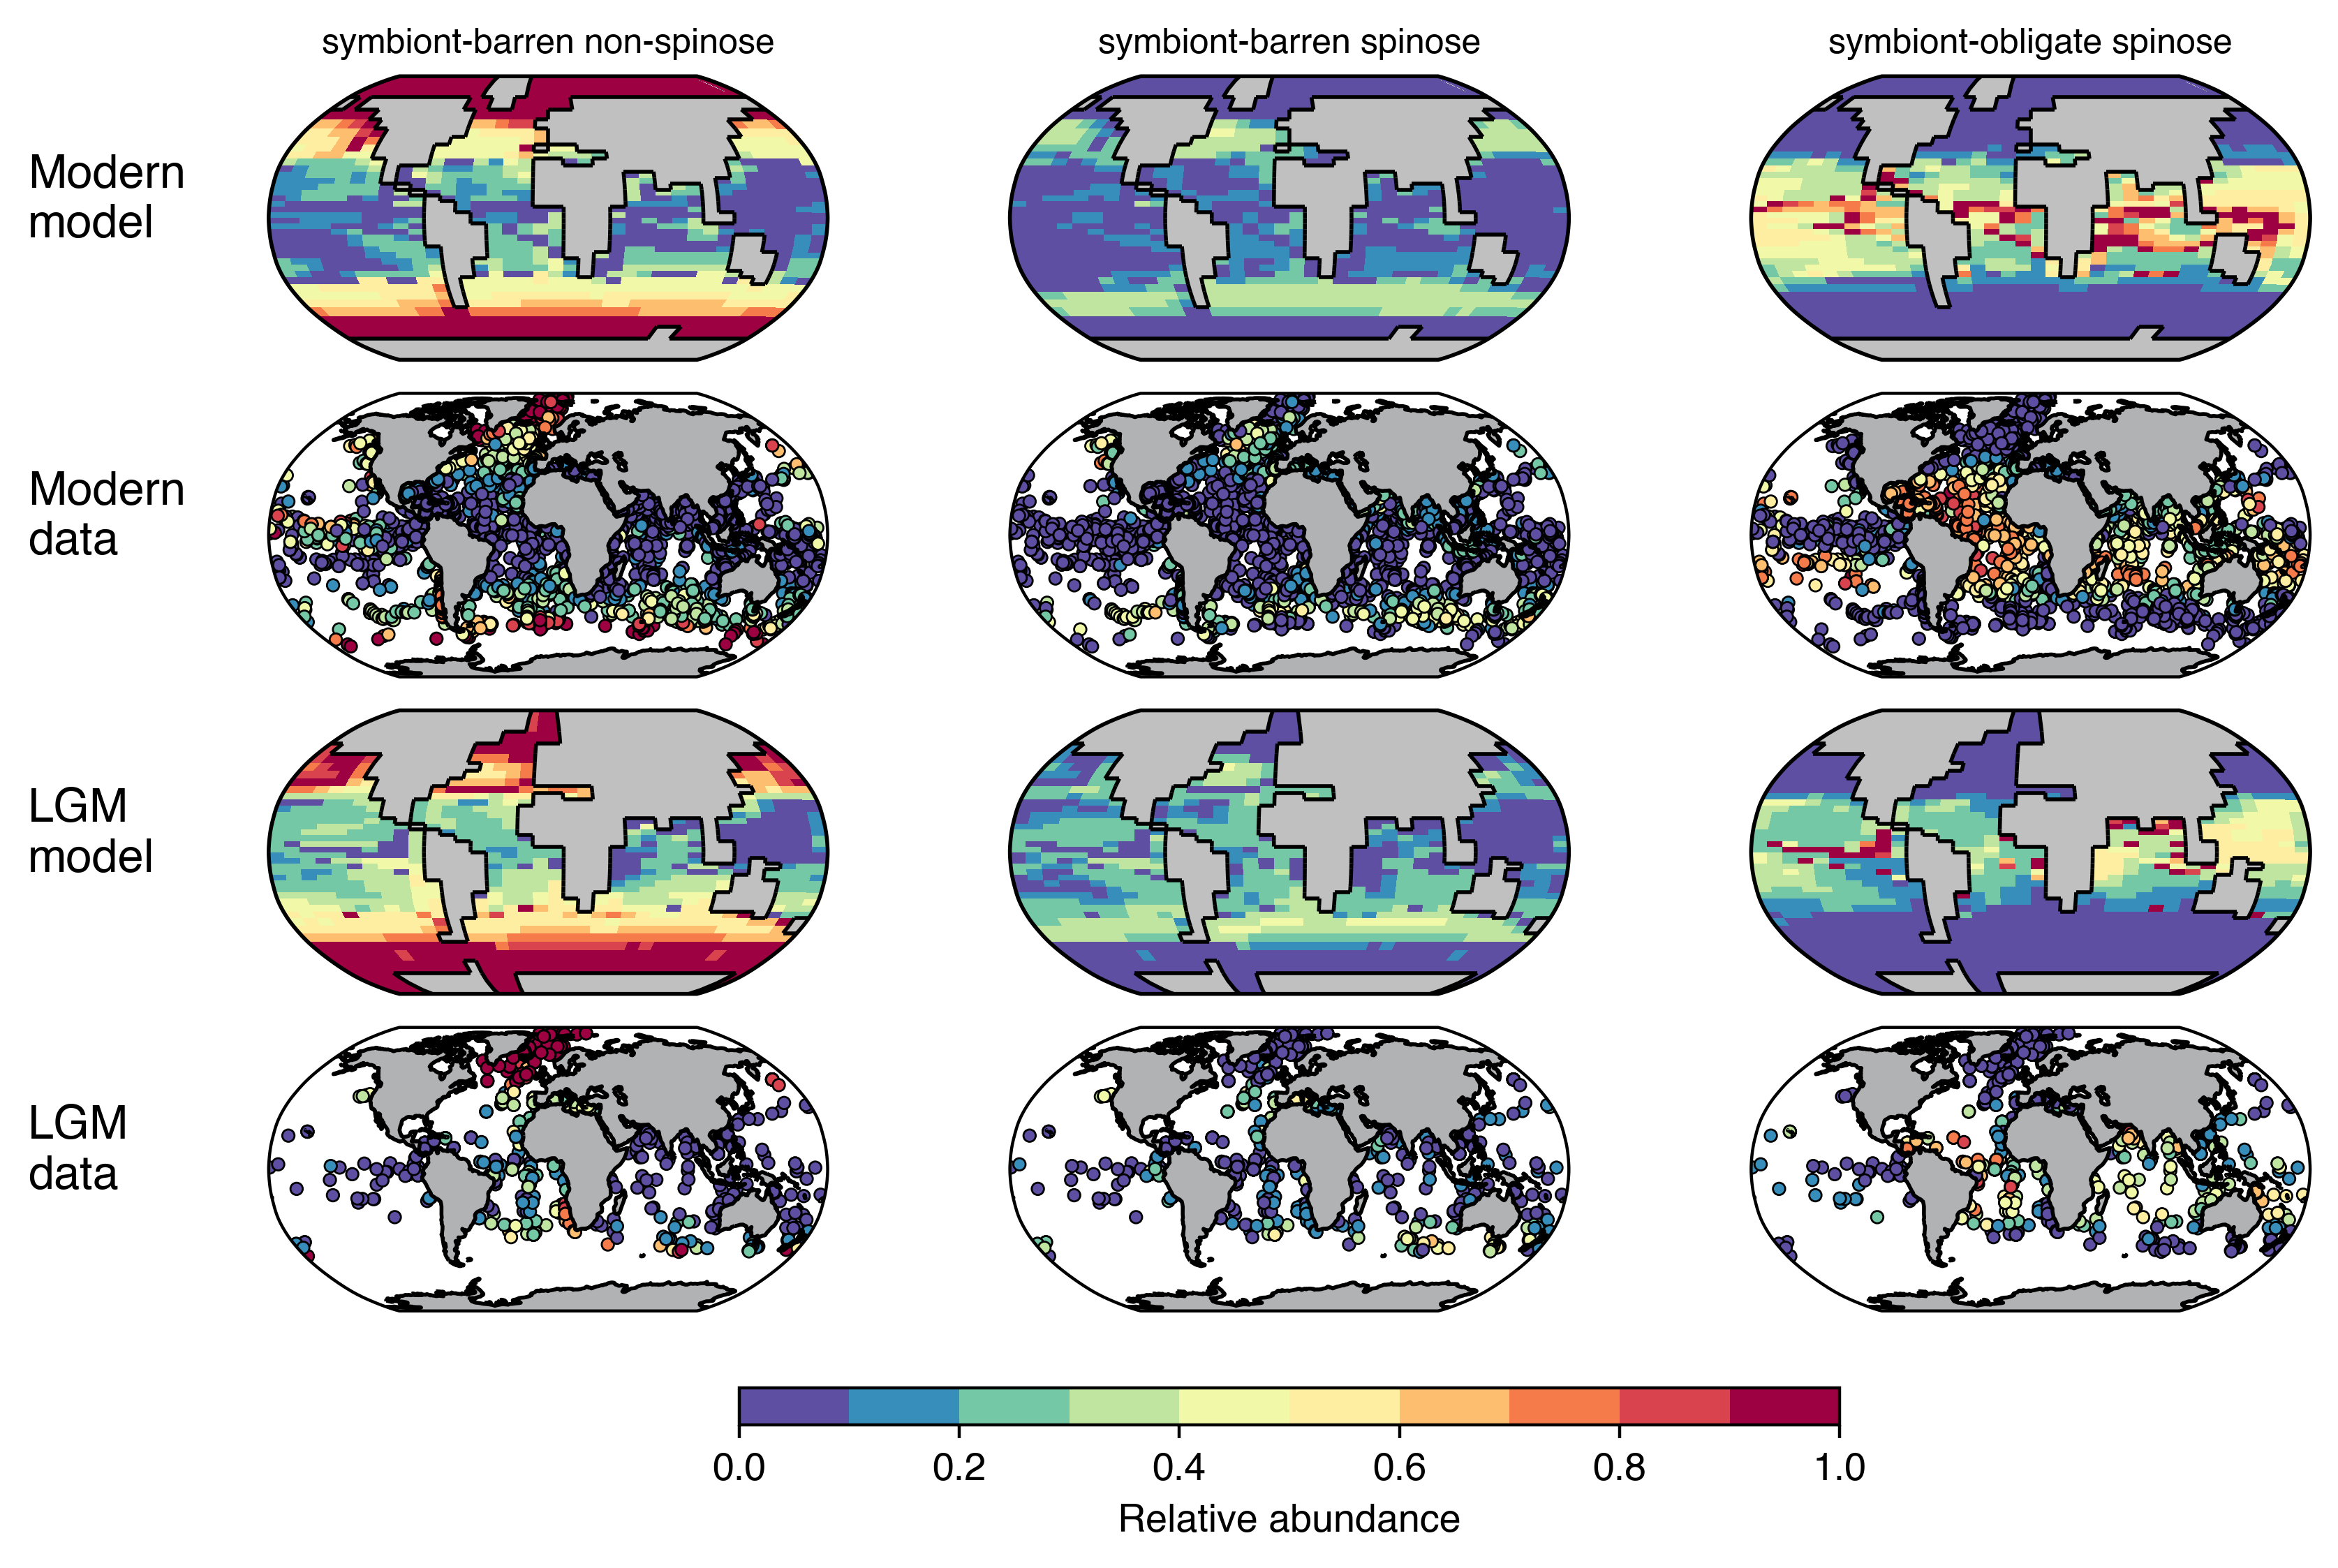 symbiont-barren non-spinose
symbiont-barren spinose
symbiont-obligate spinose
Modern
model
Modern
data
LGM
model
LGM
data
0.0
0.2
0.4
0.6
0.8
1.0
Relative abundance